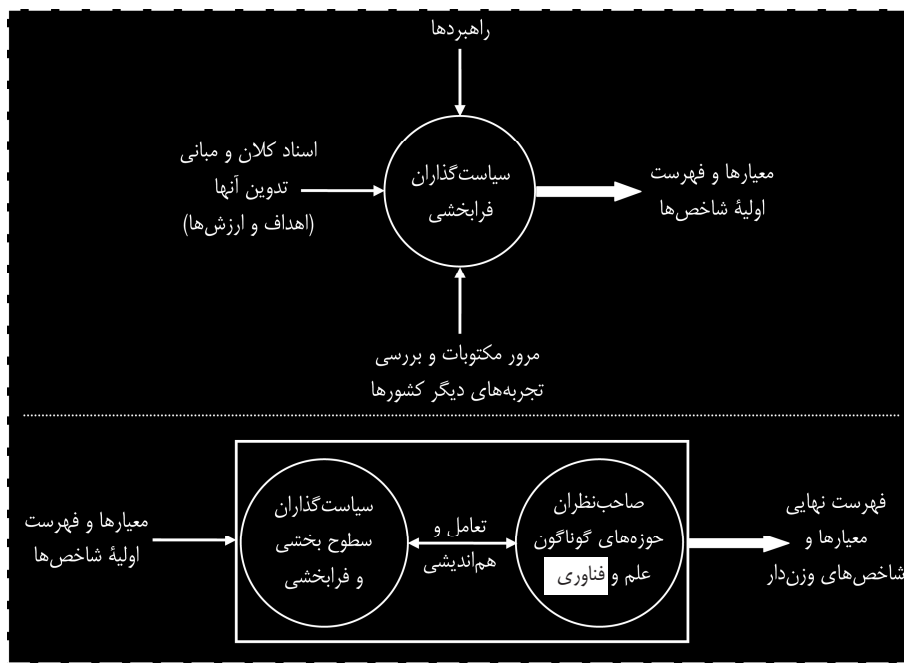 راهبردها
اسناد کلان و مبانی
تدوین آنها
(اهداف و ارزش‌ها)
سیاست‌گذاران
فرابخشی
معیارها و فهرست
اولیهٔ شاخص‌ها
مرور مکتوبات و بررسی
تجربه‌های دیگر کشورها
معیارها و فهرست
اولیهٔ شاخص‌ها
سیاست‌گذاران
سطوح بخشی
و فرابخشی
تعامل و
هم‌اندیشی
صاحب‌نظران
حوزه‌های گوناگون
علم و فناوری
فهرست نهایی
معیارها و
شاخص‌های وزن‌دار